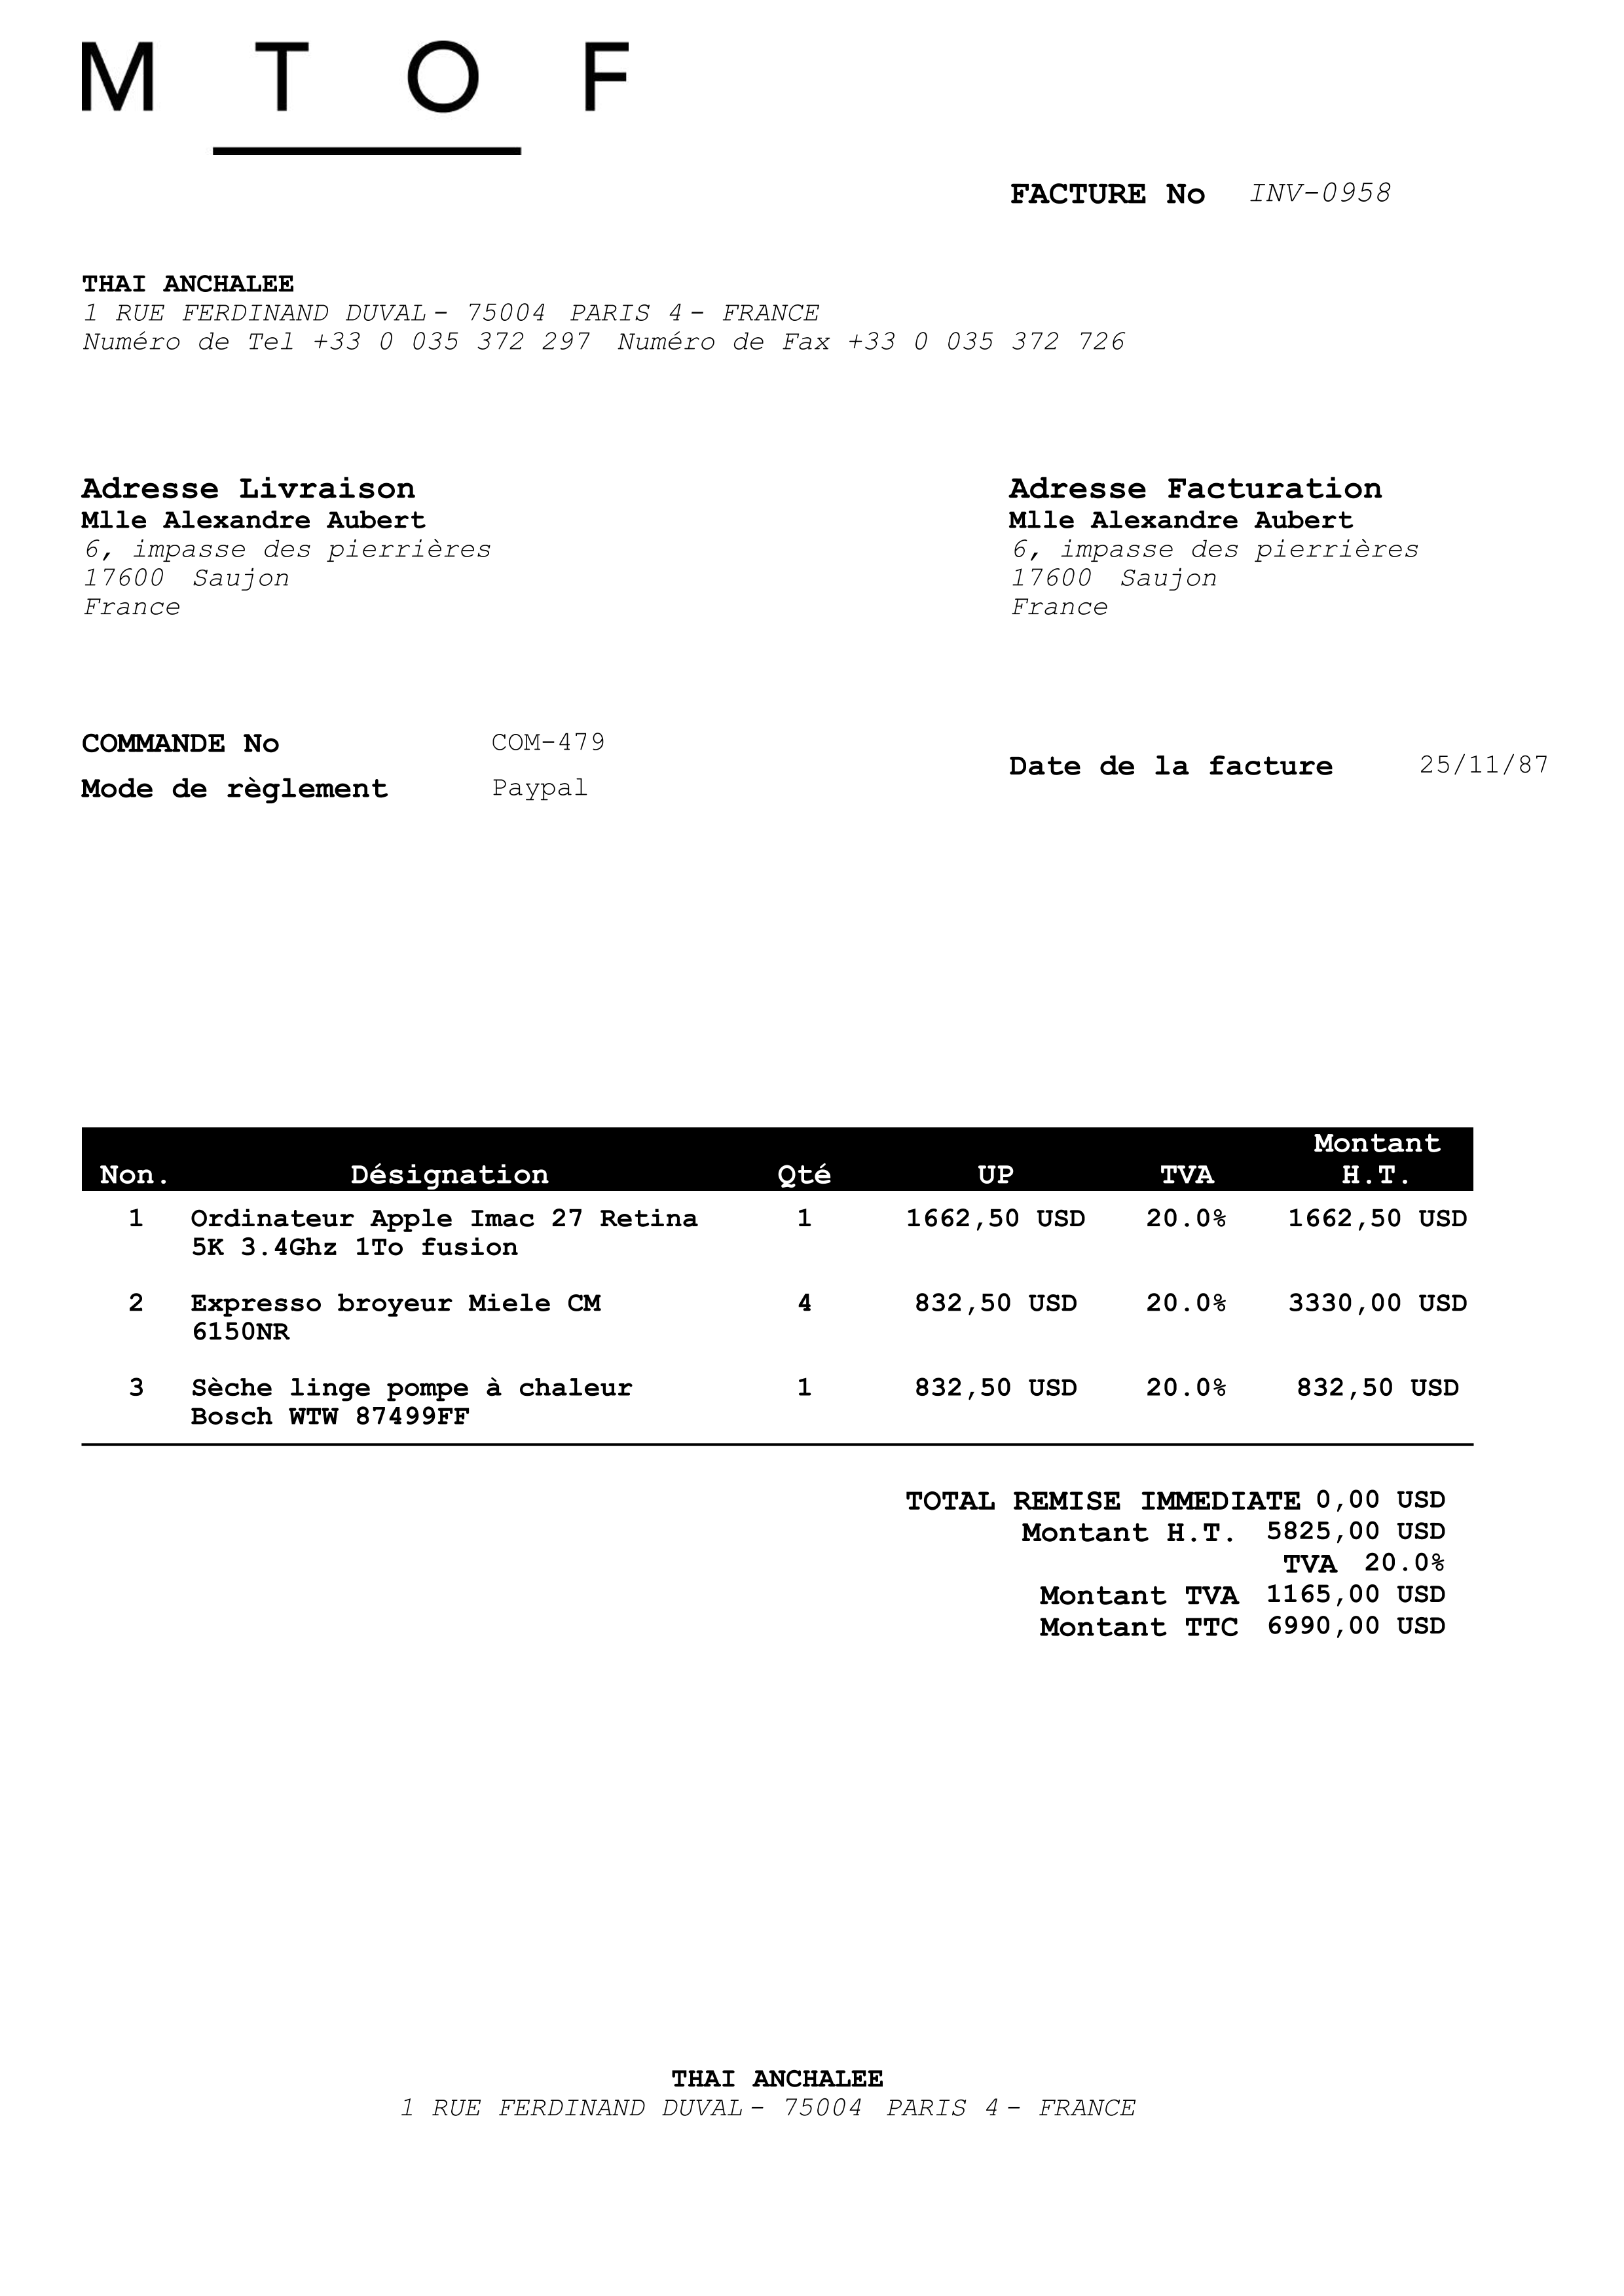 M T O F
FACTURE No INV-0958
THAI ANCHALEE
1 RUE FERDINAND DUVAL- 75004 PARIS 4- FRANCE
Numéro de Tel +33 0 035 372 297 Numéro de Fax +33 0 035 372 726
Adresse Livraison
Mlle Alexandre Aubert
6, impasse des pierrières
17600 Saujon
France
Adresse Facturation
Mlle Alexandre Aubert
6, impasse des pierrières
17600 Saujon
France
COMMANDE No COM-479
Mode de règlement Paypal
Date de la facture 25/11/87
Non. Désignation Qté UP TVA Montant H.T.
1 Ordinateur Apple Imac 27 Retina 1 1662,50 USD 20.0% 1662,50 USD
5K 3.4Ghz 1To fusion
2 Expresso broyeur Miele CM 4 832,50 USD 20.0% 3330,00 USD
6150NR
3 Sèche linge pompe à chaleur 1 832,50 USD 20.0% 832,50 USD
Bosch WTW 87499FF
TOTAL REMISE IMMEDIATE 0,00 USD
Montant H.T. 5825,00 USD
TVA 20.0%
Montant TVA 1165,00 USD
Montant TTC 6990,00 USD
THAI ANCHALEE
1 RUE FERDINAND DUVAL- 75004 PARIS 4- FRANCE